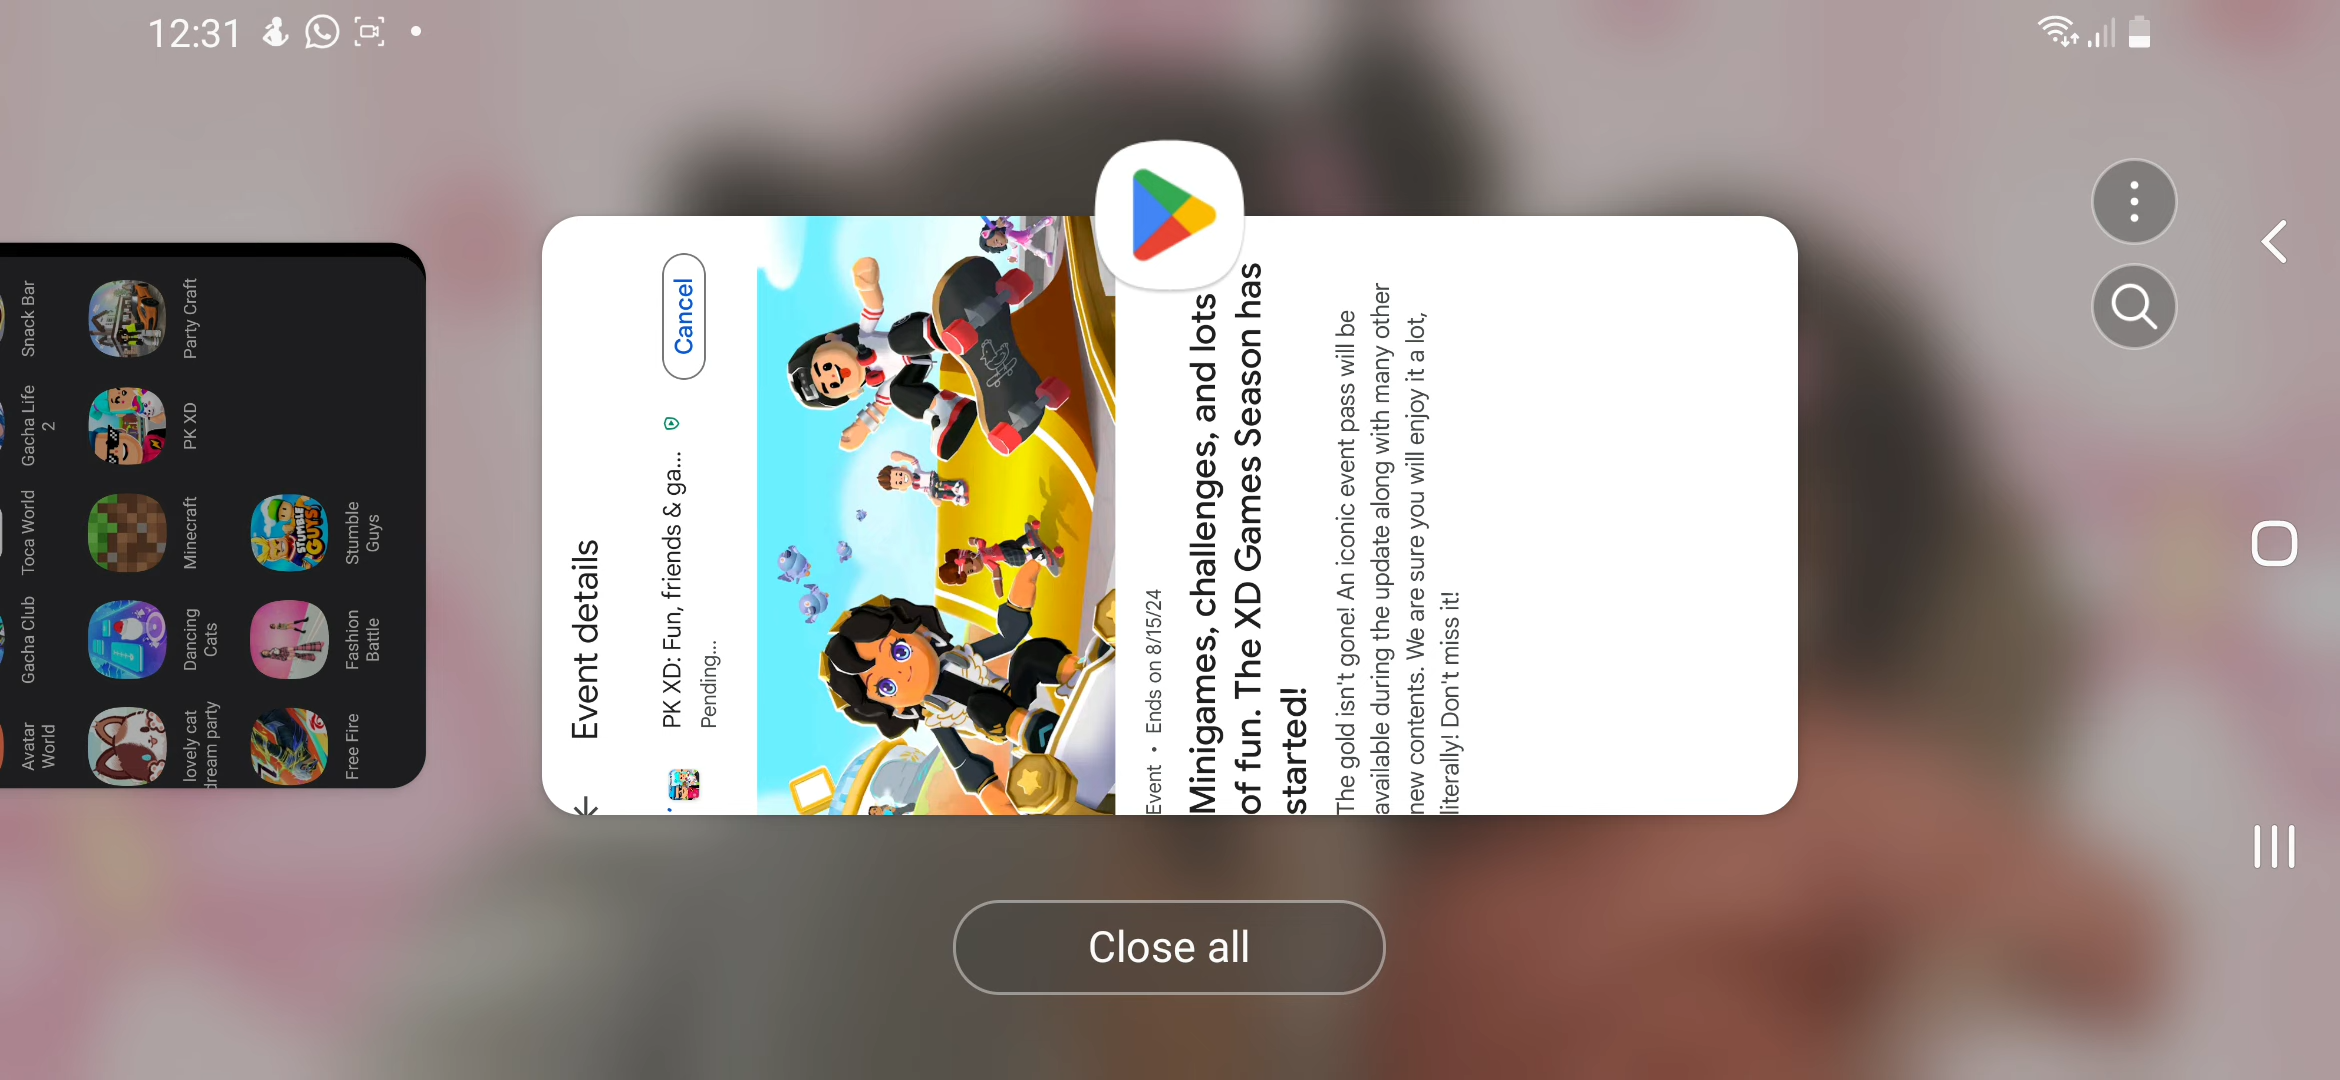 12:31
Snack Bar
Gacha Life
2
Toca World
Gacha Club
Avatar
World
Party Craft
PK XD
Minecraft
Dancing
Cats
lovely cat
dream party
Stumble
Guys
STUMBLE
GUYS
Fashion
Battle
Free Fire
Event details
PK XD: Fun, friends & ga...
Pending...
Cancel
Event • Ends on 8/15/24
Minigames, challenges, and lots
of fun. The XD Games Season has
started!
The gold isn't gone! An iconic event pass will be
available during the update along with many other
new contents. We are sure you will enjoy it a lot,
literally! Don't miss it!
Close all